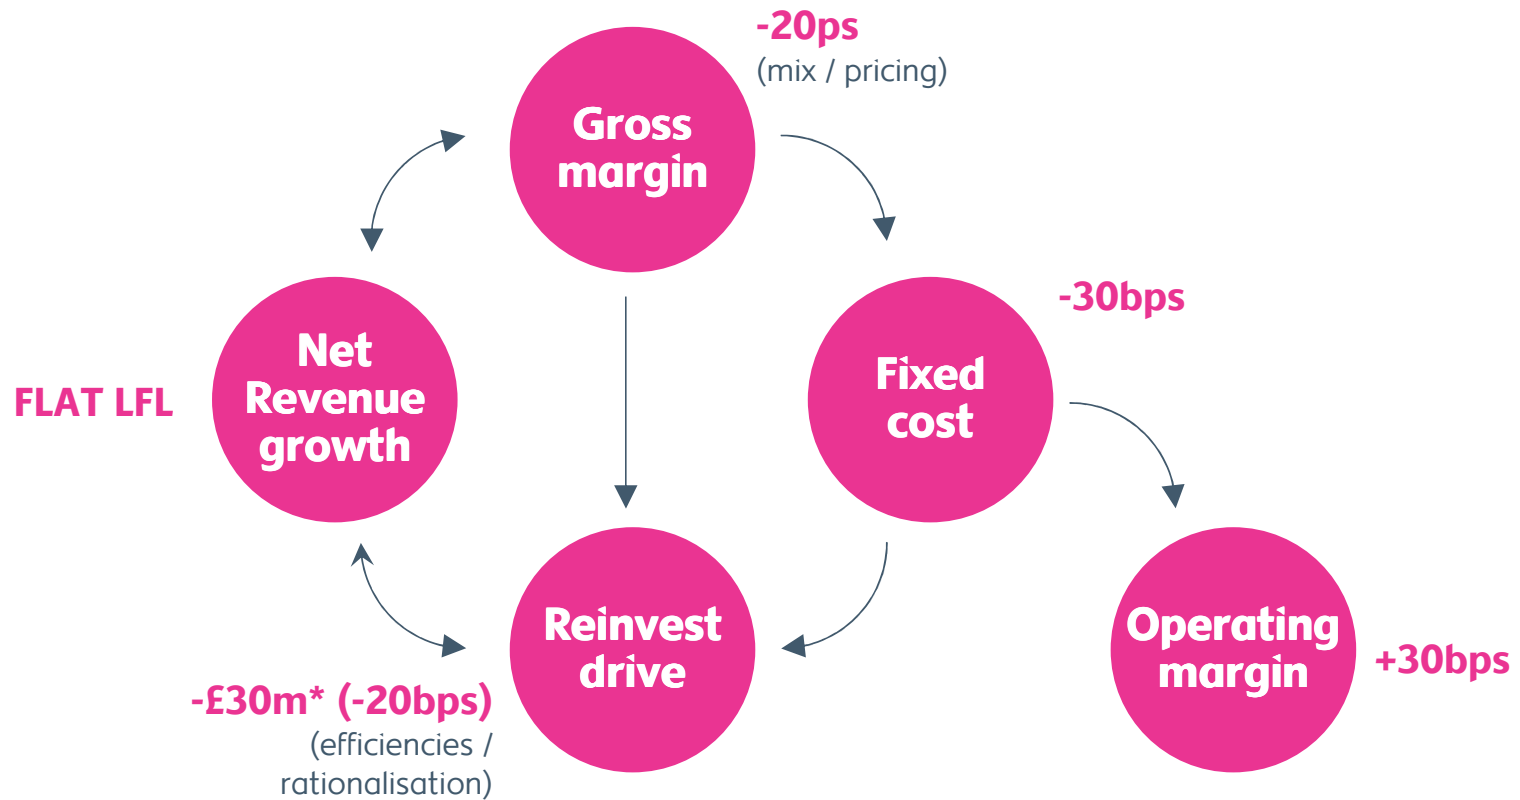 -20ps
(mix / pricing)
Gross
margin
-30bps
Net
Revenue
growth
FLAT LFL
Fixed
cost
Reinvest
drive
Operating
margin
+30bps
-£30m* (-20bps)
(efficiencies /
rationalisation)